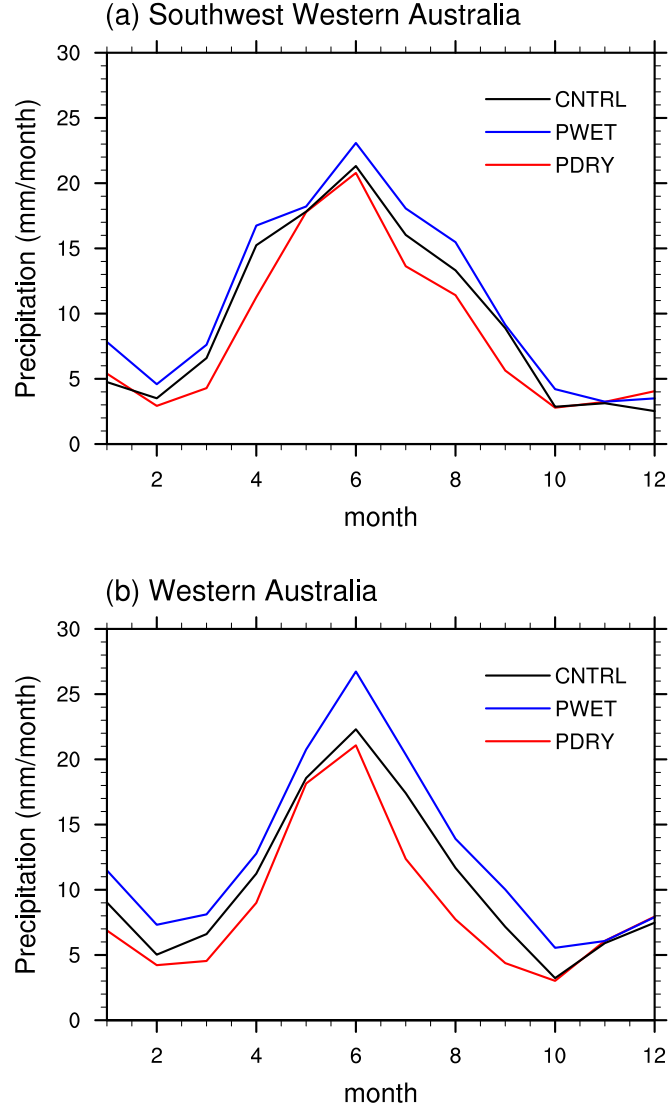 (a) Southwest Western Australia
30
25
20
15
10
5
0
Precipitation (mm/month)
CNTRL
PWET
PDRY
2 4 6 8 10 12
month
(b) Western Australia
30
25
20
15
10
5
0
Precipitation (mm/month)
CNTRL
PWET
PDRY
2 4 6 8 10 12
month